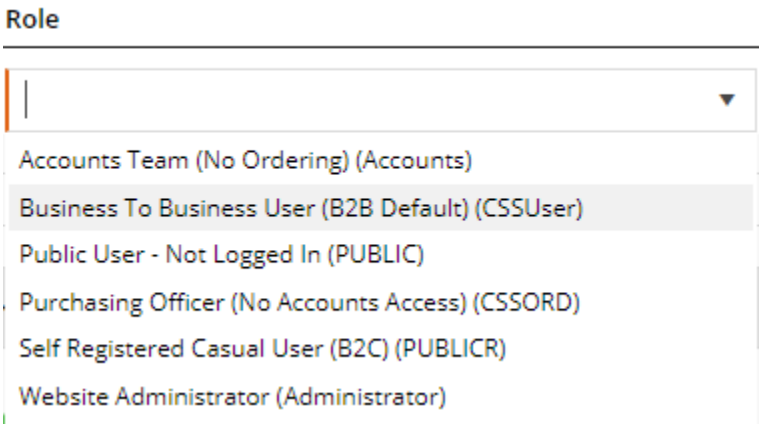 Role
Accounts Team (No Ordering) (Accounts)
Business To Business User (B2B Default) (CSSUser)
Public User - Not Logged In (PUBLIC)
Purchasing Officer (No Accounts Access) (CSSORD)
Self Registered Casual User (B2C) (PUBLICR)
Website Administrator (Administrator)